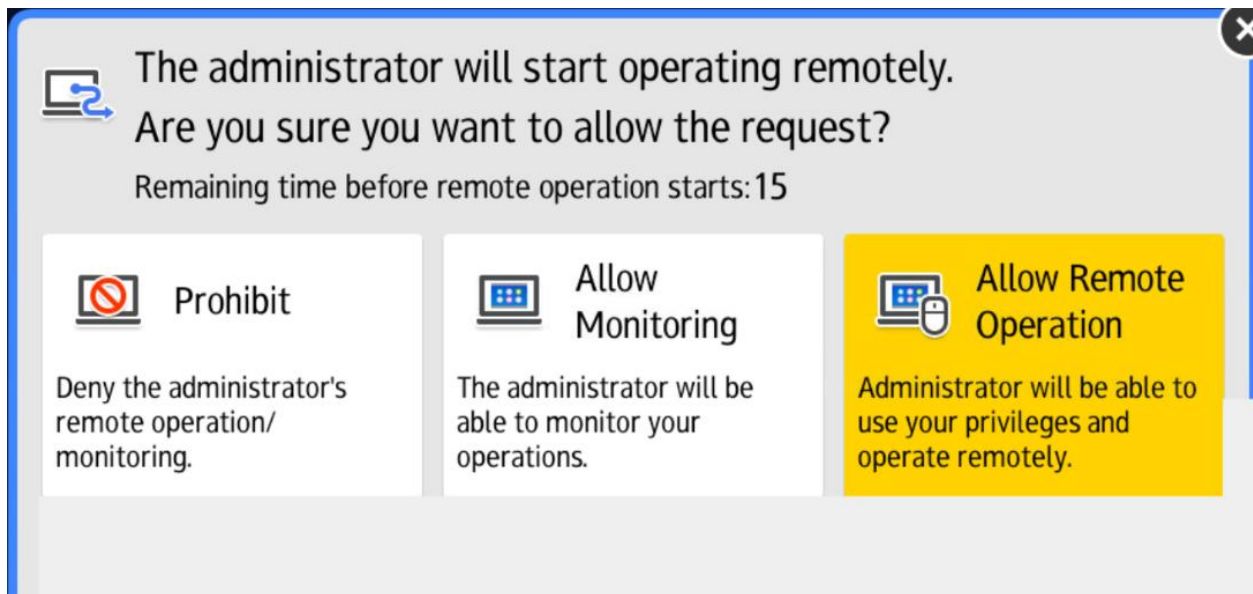 The administrator will start operating remotely.
Are you sure you want to allow the request?
Remaining time before remote operation starts:15
Prohibit
Deny the administrator's
remote operation/
monitoring.
Allow
Monitoring
The administrator will be
able to monitor your
operations.
Allow Remote
Operation
Administrator will be able to
use your privileges and
operate remotely.